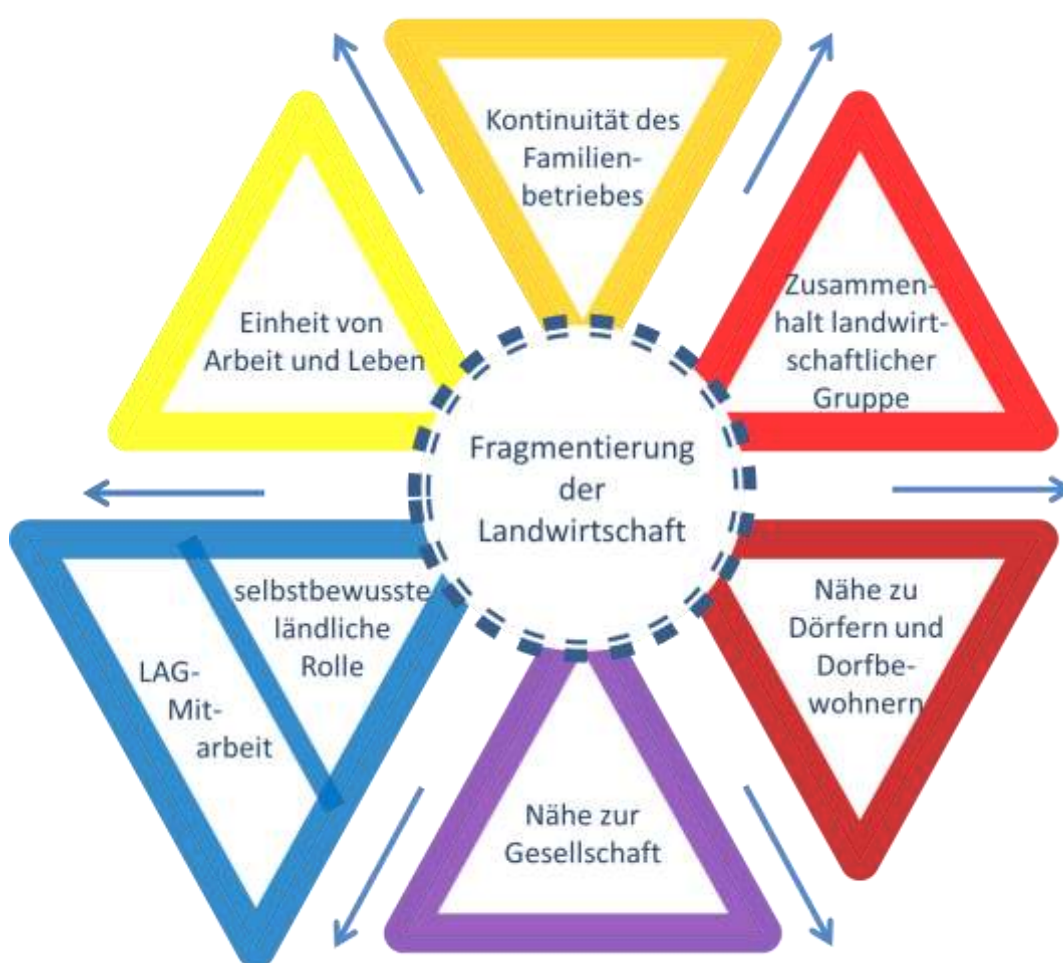 Kontinuität des
Familien-
betriebes
Zusammen-
halt landwirt-
schaftlicher
Gruppe
Einheit von
Arbeit und Leben
Fragmentierung
der
Landwirtschaft
selbstbewusste
ländliche
Rolle
LAG-
Mit-
arbeit
Nähe zu
Dörfern und
Dorfbe-
wohnern
Nähe zur
Gesellschaft